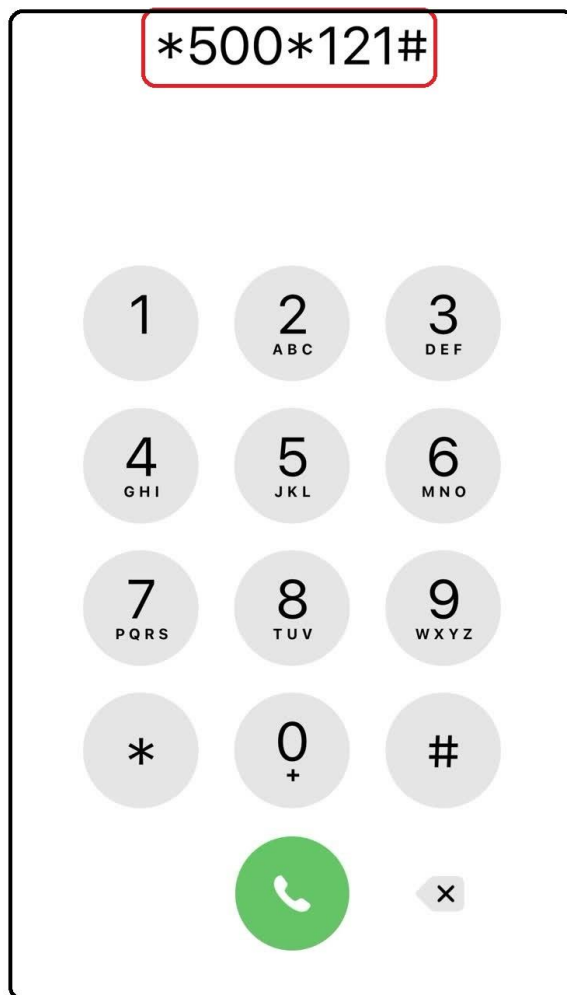 *500*121#
1 2 3
ABC DEF
4 5 6
GHI JKL MNO
7 8 9
PQRS TUV WXYZ
* 0 #
+